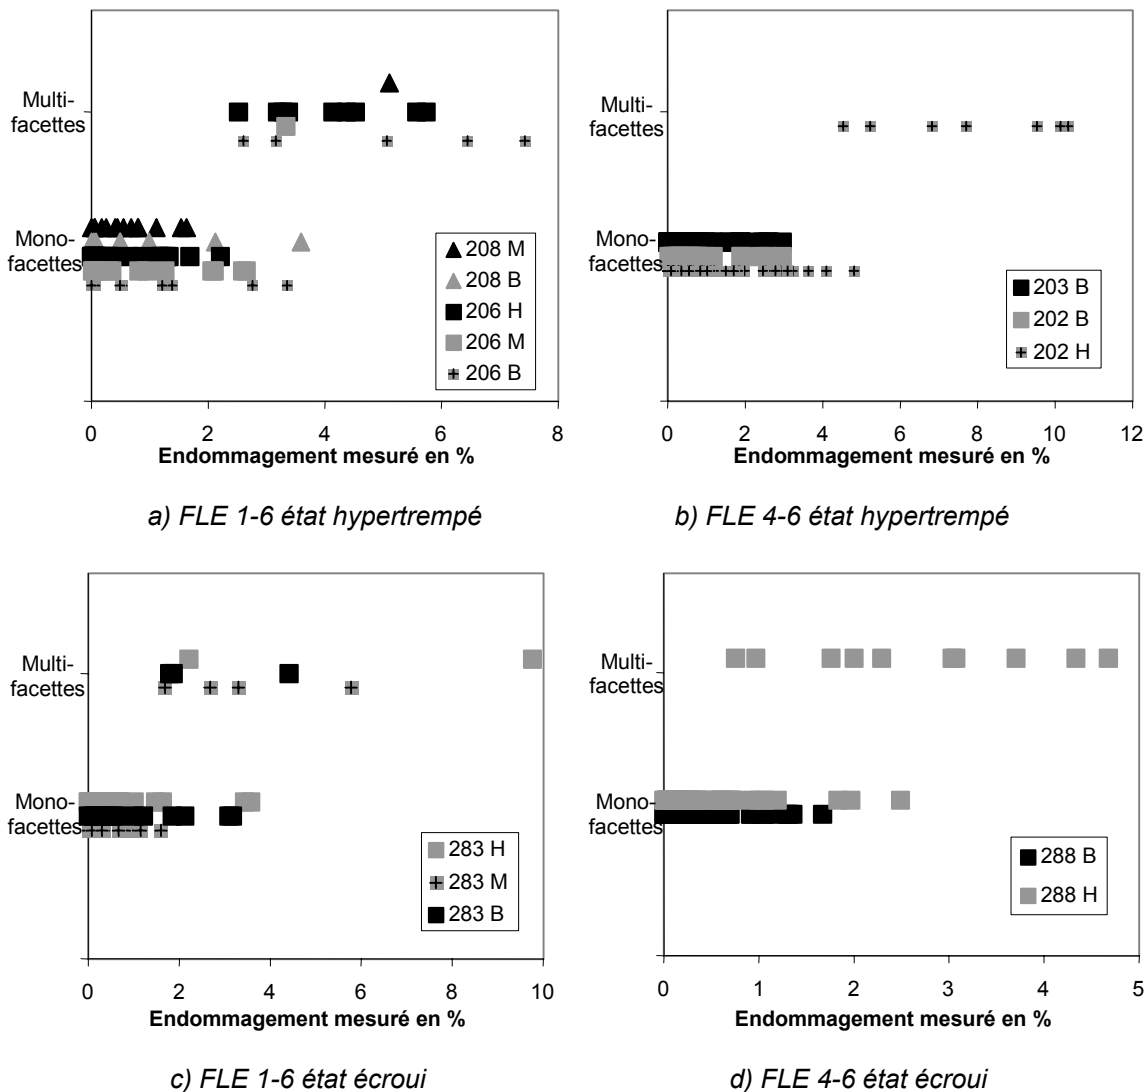 Multi-
facettes
Mono-
facettes
208 M
208 B
206 H
206 M
206 B
0 2 4 6 8
Endommagement mesuré en %
a) FLE 1-6 état hypertrempé
Multi-
facettes
Mono-
facettes
203 B
202 B
202 H
0 2 4 6 8 10 12
Endommagement mesuré en %
b) FLE 4-6 état hypertrempé
Multi-
facettes
Mono-
facettes
283 H
283 M
283 B
0 2 4 6 8 10
Endommagement mesuré en %
c) FLE 1-6 état écroui
Multi-
facettes
Mono-
facettes
288 B
288 H
0 1 2 3 4 5
Endommagement mesuré en %
d) FLE 4-6 état écroui